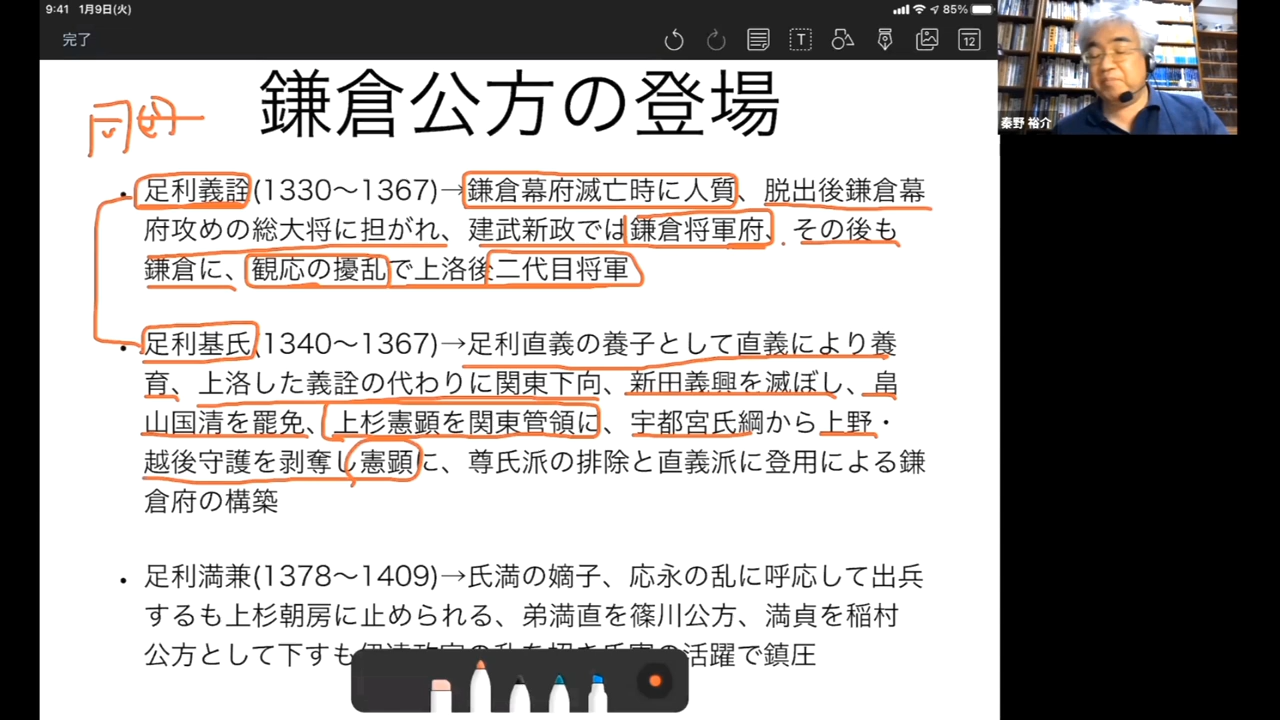 9:41 1月9日(火)
85%
完了
T
12
秦野 裕介
鎌倉公方の登場
同母
・足利義詮(1330〜1367)→鎌倉幕府滅亡時に人質、脱出後鎌倉幕
府攻めの総大将に担がれ、建武新政では鎌倉将軍府、その後も
鎌倉に、観応の擾乱で上洛後二代目将軍
・足利基氏(1340〜1367)→足利直義の養子として直義により養
育、上洛した義詮の代わりに関東下向、新田義興を滅ぼし、畠
山国清を罷免、上杉憲顕を関東管領に、宇都宮氏綱から上野・
越後守護を剥奪し憲顕に、尊氏派の排除と直義派に登用による鎌
倉府の構築
・足利満兼(1378〜1409)→氏満の嫡子、応永の乱に呼応して出兵
するも上杉朝房に止められる、弟満直を篠川公方、満貞を稲村
公方として下すも 活躍で鎮圧